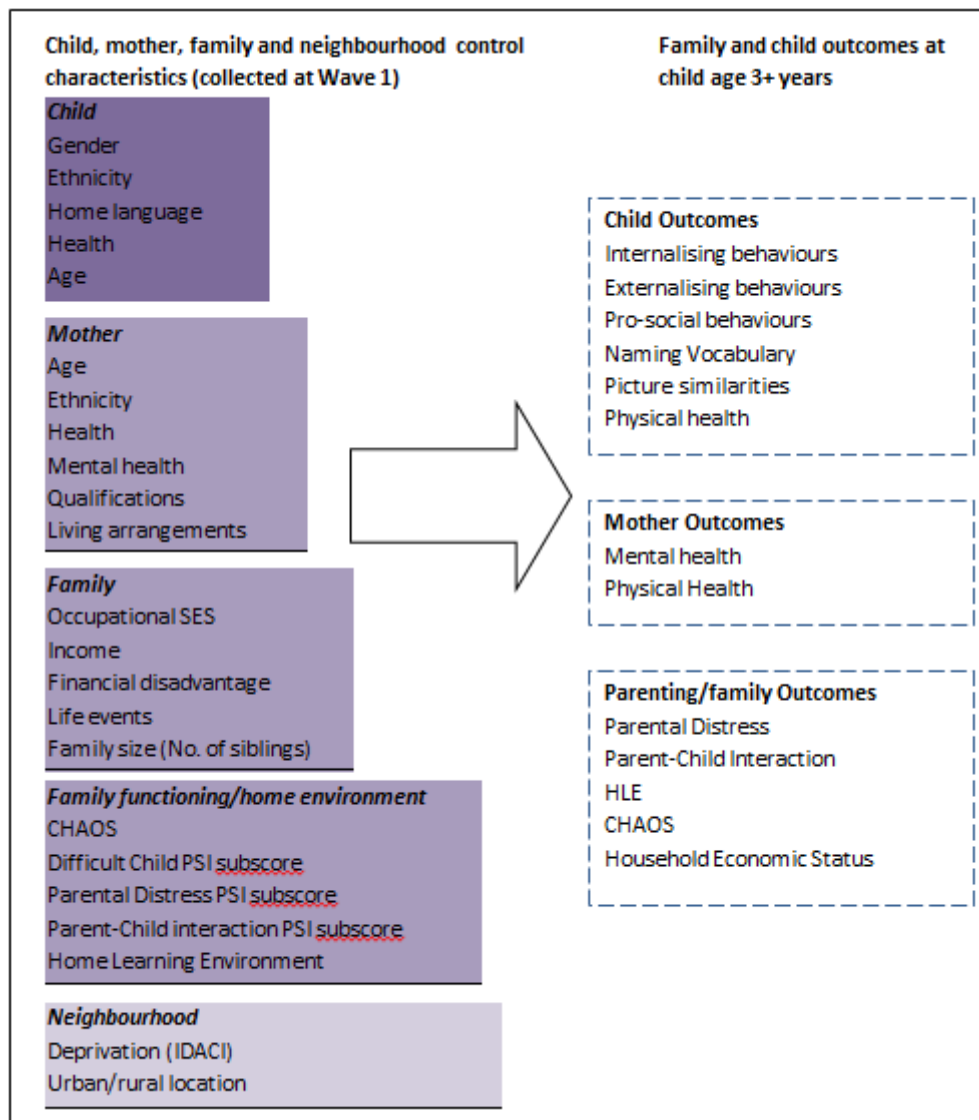 Child, mother, family and neighbourhood control
characteristics (collected at Wave 1)
Child
Gender
Ethnicity
Home language
Health
Age
Mother
Age
Ethnicity
Health
Mental health
Qualifications
Living arrangements
Family
Occupational SES
Income
Financial disadvantage
Life events
Family size (No. of siblings)
Family functioning/home environment
CHAOS
Difficult Child PSI subscore
Parental Distress PSI subscore
Parent-Child interaction PSI subscore
Home Learning Environment
Neighbourhood
Deprivation (IDACI)
Urban/rural location
Family and child outcomes at
child age 3+ years
Child Outcomes
Internalising behaviours
Externalising behaviours
Pro-social behaviours
Naming Vocabulary
Picture similarities
Physical health
Mother Outcomes
Mental health
Physical Health
Parenting/family Outcomes
Parental Distress
Parent-Child Interaction
HLE
CHAOS
Household Economic Status